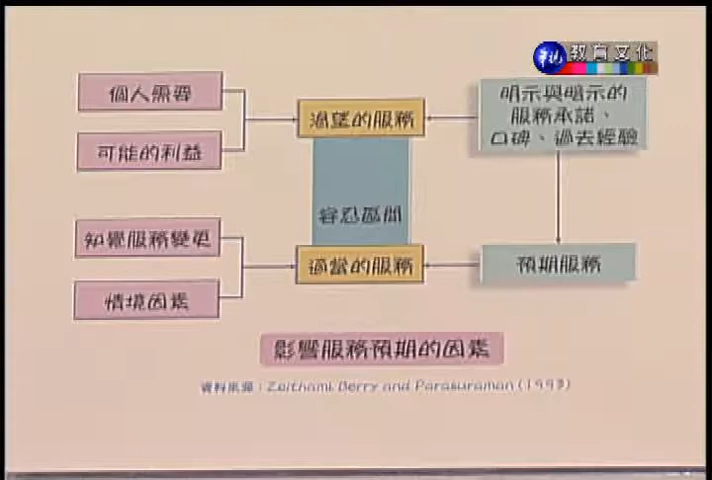 華視 教育文化
個人需要
可能的利益
渴望的服務
明示與暗示的
服務承諾、
口碑、過去經驗
容忍區間
知覺服務變更
情境因素
適當的服務
預期服務
影響服務預期的因素
資料來源：Zeithaml, Berry and Parasuraman (1993)